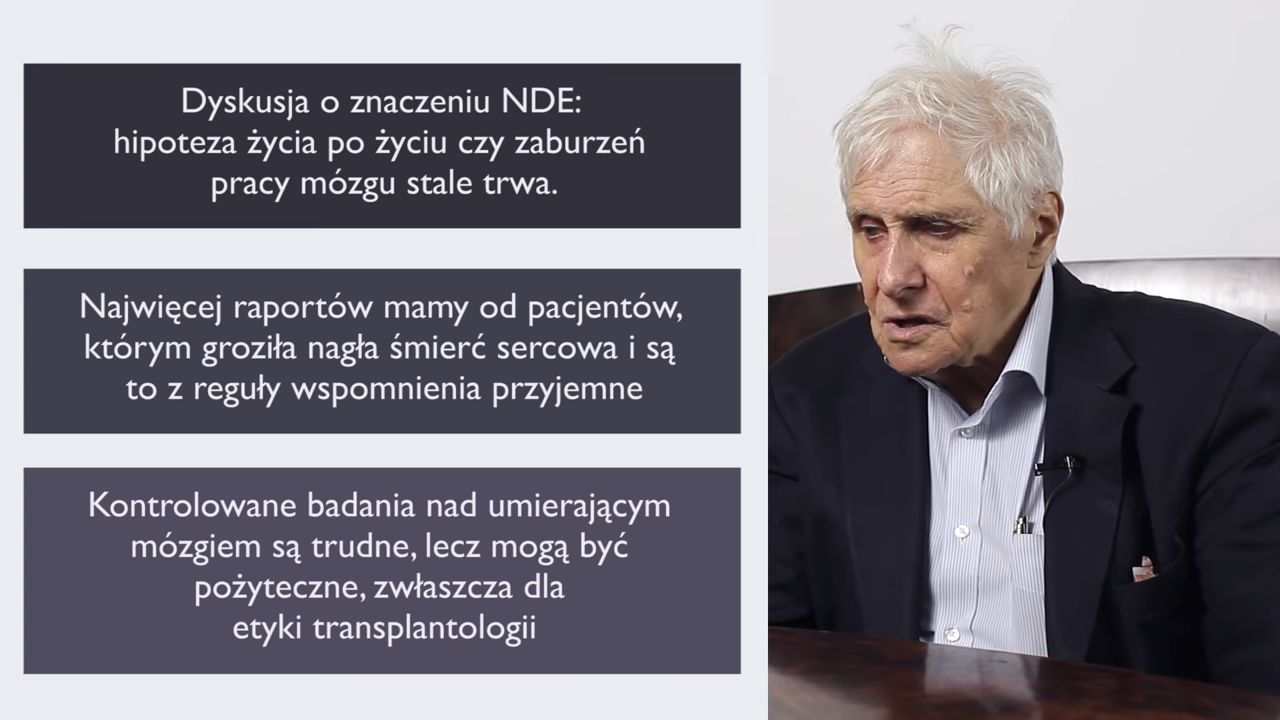 Dyskusja o znaczeniu NDE:
hipoteza życia po życiu czy zaburzeń
pracy mózgu stale trwa.
Najwięcej raportów mamy od pacjentów,
którym groziła nagła śmierć sercowa i są
to z reguły wspomnienia przyjemne
Kontrolowane badania nad umierającym
mózgiem są trudne, lecz mogą być
pożyteczne, zwłaszcza dla
etyki transplantologii